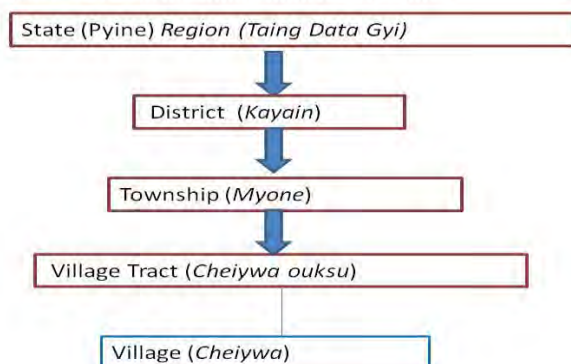 State (Pyine) Region (Taing Data Gyi)
District (Kayain)
Township (Myone)
Village Tract (Cheiywa ouksu)
Village (Cheiywa)